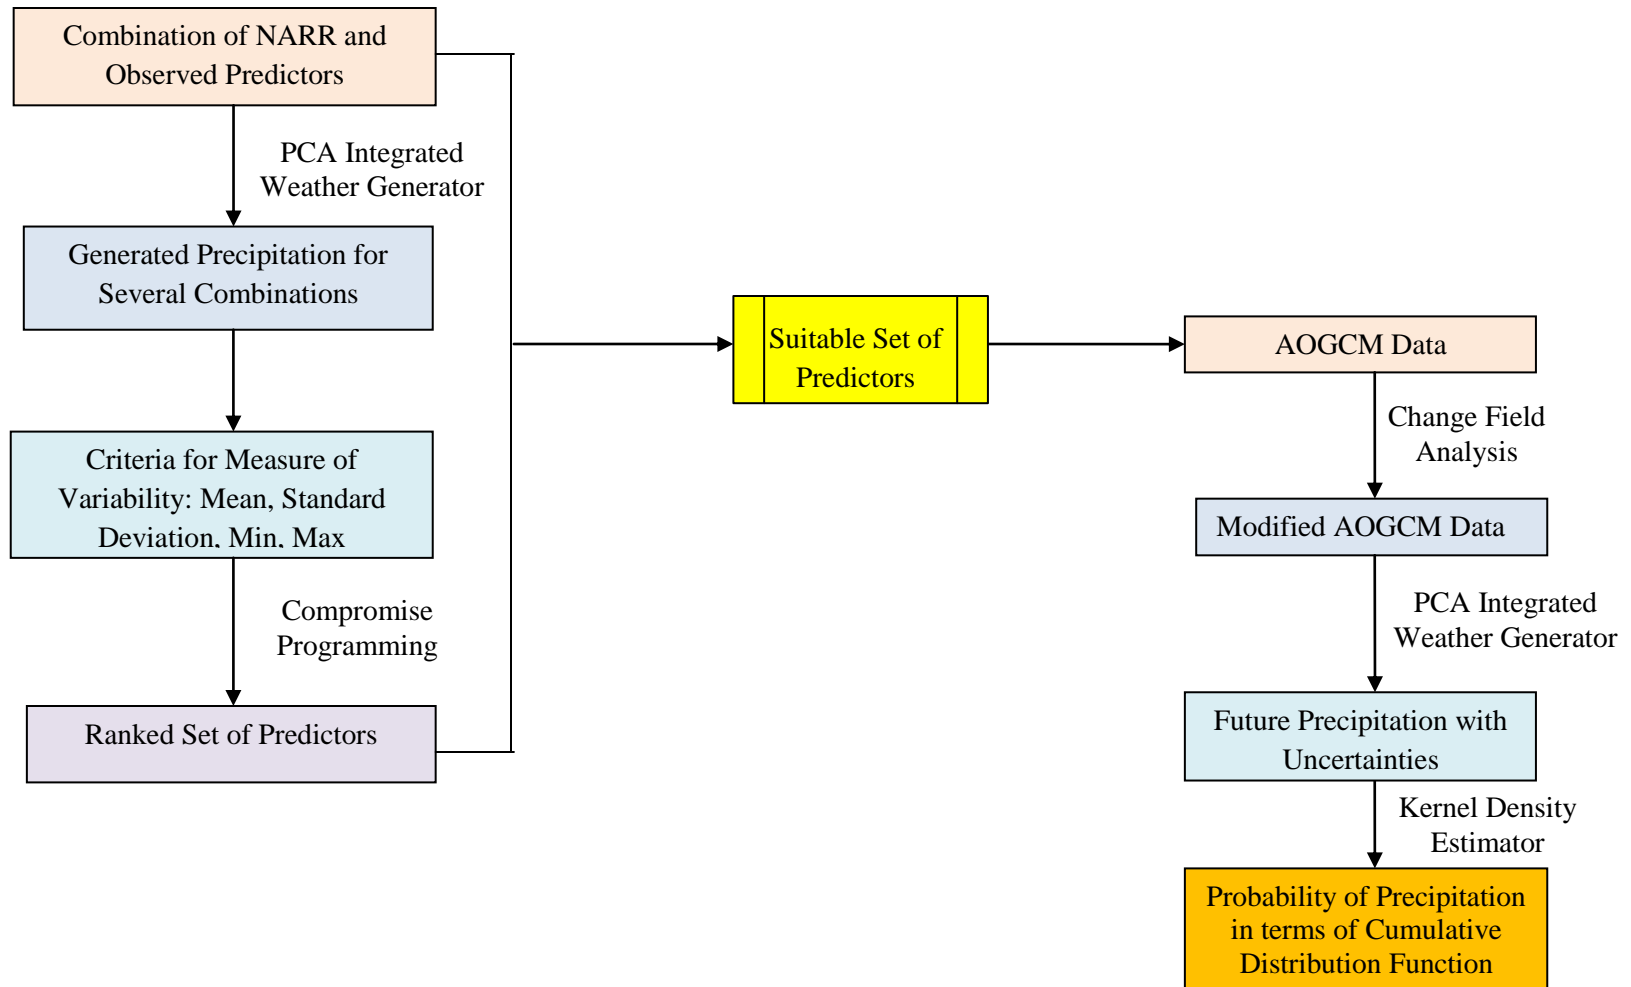 Combination of NARR and
Observed Predictors
PCA Integrated
Weather Generator
Generated Precipitation for
Several Combinations
Criteria for Measure of
Variability: Mean, Standard
Deviation, Min, Max
Compromise
Programming
Ranked Set of Predictors
Suitable Set of
Predictors
AOGCM Data
Change Field
Analysis
Modified AOGCM Data
PCA Integrated
Weather Generator
Future Precipitation with
Uncertainties
Kernel Density
Estimator
Probability of Precipitation
in terms of Cumulative
Distribution Function